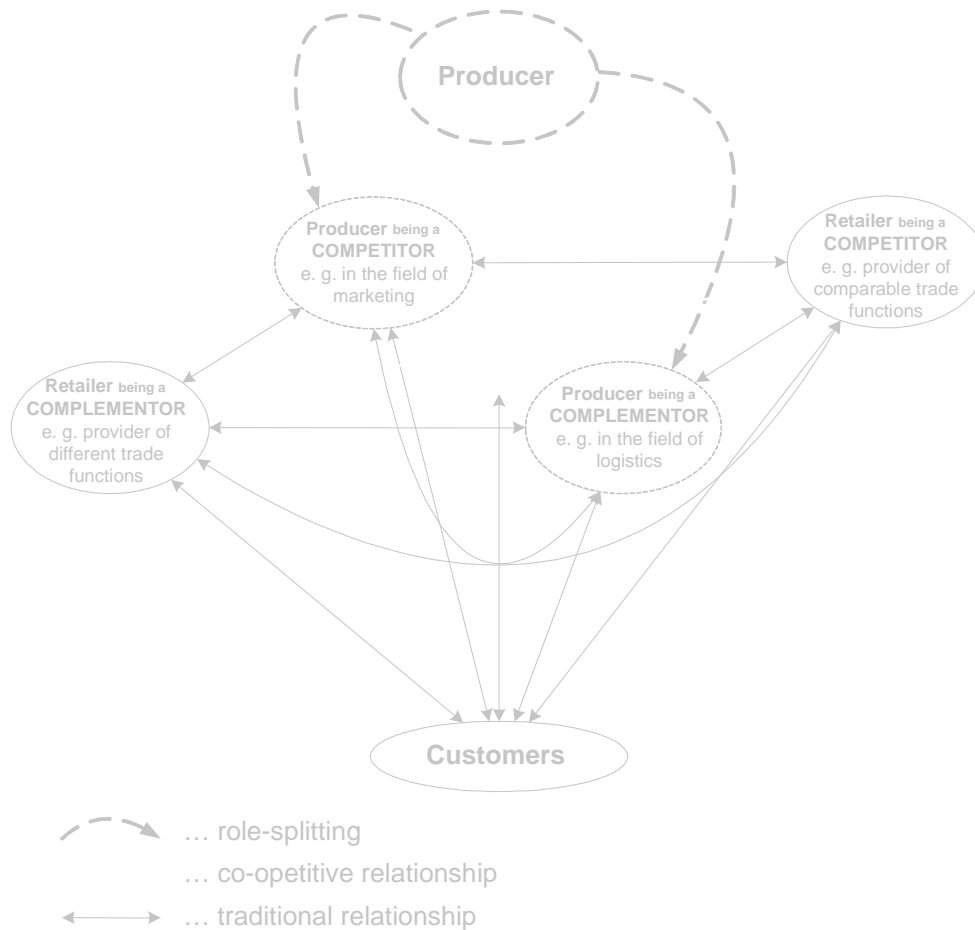 Producer
Producer being a
COMPETITOR
e. g. in the field of
marketing
Retailer being a
COMPETITOR
e. g. provider of
comparable trade
functions
Retailer being a
COMPLEMENTOR
e. g. provider of
different trade
functions
Producer being a
COMPLEMENTOR
e. g. in the field of
logistics
Customers
... role-splitting
... co-opetitive relationship
... traditional relationship